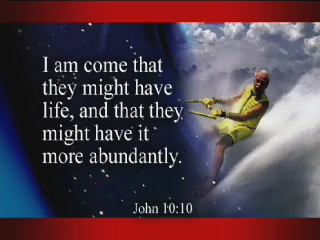 I am come that
they might have
life, and that they
might have it
more abundantly.
John 10:10